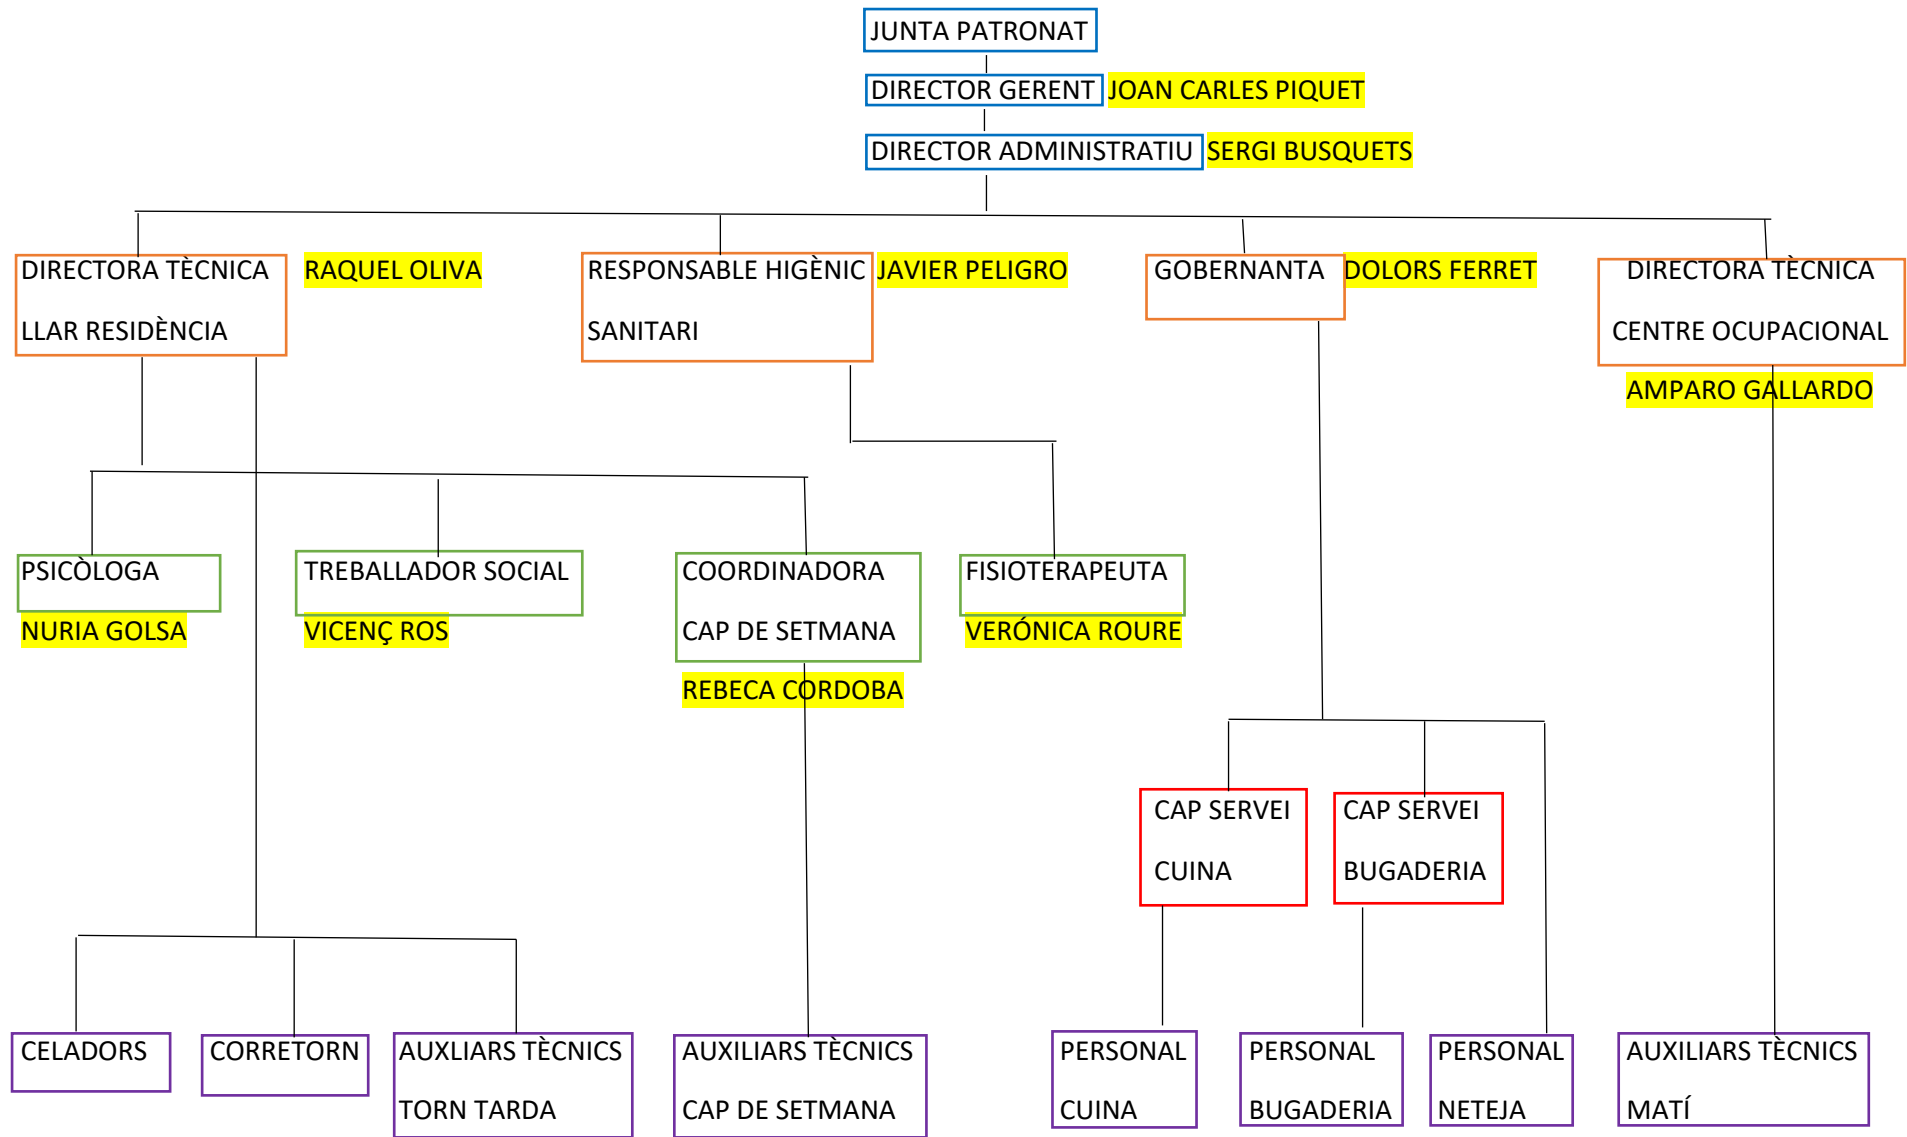 JUNTA PATRONAT
DIRECTOR GERENT JOAN CARLES PIQUET
DIRECTOR ADMINISTRATIU SERGI BUSQUETS
DIRECTORA TÈCNICA RAQUEL OLIVA RESPONSABLE HIGÈNIC JAVIER PELIGRO GOBERNANTA DOLORS FERRET DIRECTORA TÈCNICA
LLAR RESIDÈNCIA SANITARI CENTRE OCUPACIONAL
AMPARO GALLARDO
PSICÒLOGA TREBALLADOR SOCIAL COORDINADORA FISIOTERAPEUTA
NURIA GOLSA VICENÇ ROS CAP DE SETMANA VERÓNICA ROURE
REBECA CORDOBA
CAP SERVEI CAP SERVEI
CUINA BUGADERIA
CELADORS CORRETORN AUXLIARS TÈCNICS AUXILIARS TÈCNICS PERSONAL PERSONAL PERSONAL AUXILIARS TÈCNICS
TORN TARDA CAP DE SETMANA CUINA BUGADERIA NETEJA MATÍ